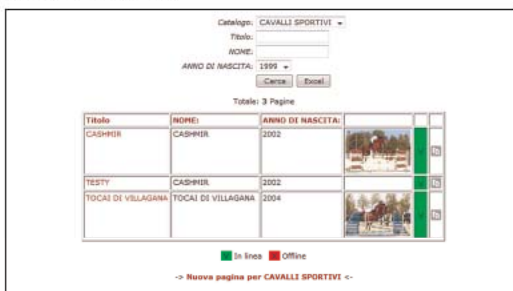 Catalogo: CAVALLI SPORTIVI
Titolo:
NOME:
ANNO DI NASCITA: 1999
Cerca Excel
Totale: 3 Pagine
Titolo NOME: ANNO DI NASCITA:
CASHMIR CASHMIR 2002
TESTY CASHMIR 2002
TOCAI DI VILLAGANA TOCAI DI VILLAGANA 2004
In linea Offline
-> Nuova pagina per CAVALLI SPORTIVI <-